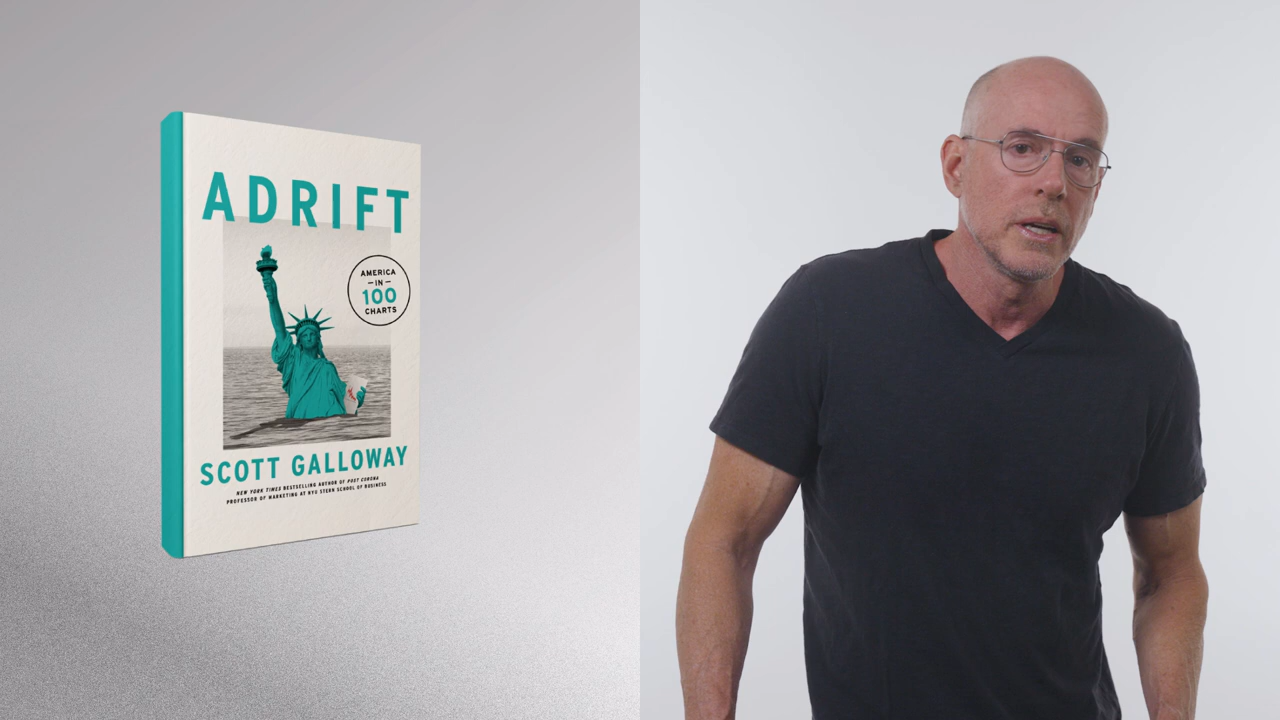 ADRIFT
AMERICA
—IN—
100
CHARTS
SCOTT GALLOWAY
NEW YORK TIMES BESTSELLING AUTHOR OF POST CORONA
PROFESSOR OF MARKETING AT NYU STERN SCHOOL OF BUSINESS